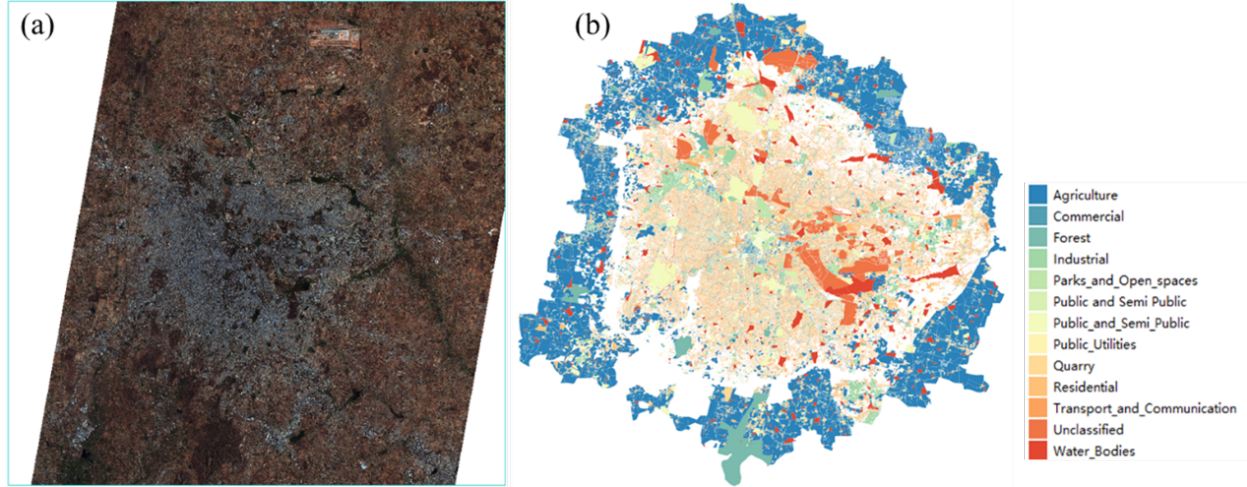 (a)
(b)
Agriculture
Commercial
Forest
Industrial
Parks_and_Open_spaces
Public and Semi Public
Public_and_Semi_Public
Public_Utilities
Quarry
Residential
Transport_and_Communication
Unclassified
Water_Bodies